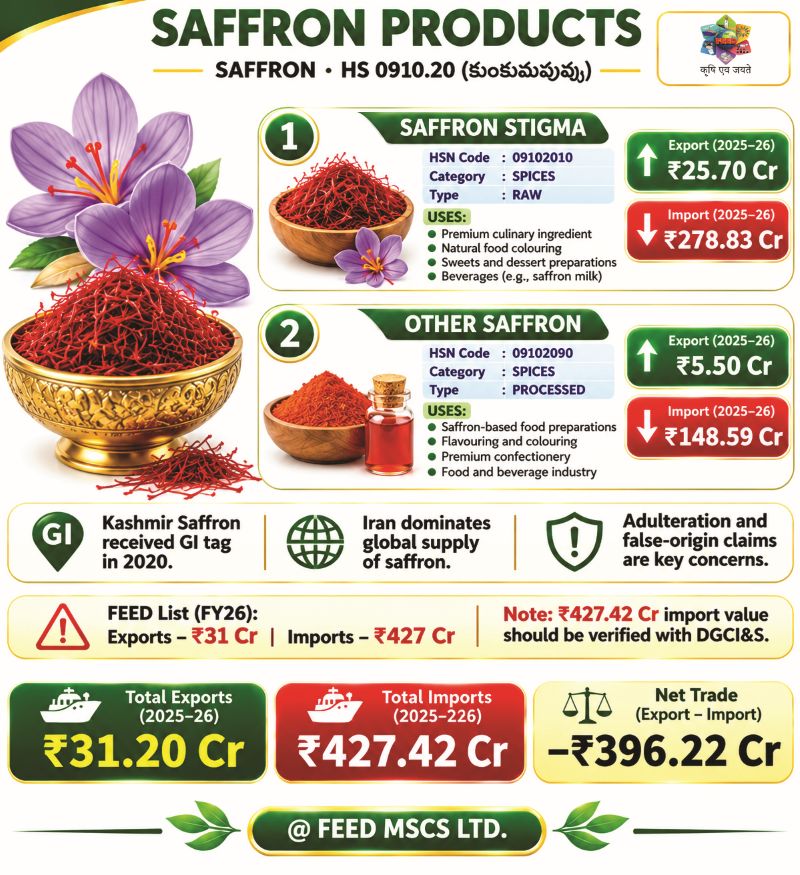 SAFFRON PRODUCTS
SAFFRON • HS 0910.20 (కుంకుమపువ్వు)
कृषि एव जयते
1
SAFFRON STIGMA
HSN Code : 09102010
Category : SPICES
Type : RAW
USES:
Premium culinary ingredient
Natural food colouring
Sweets and dessert preparations
Beverages (e.g., saffron milk)
Export (2025–26)
₹25.70 Cr
Import (2025–26)
₹278.83 Cr
2
OTHER SAFFRON
HSN Code : 09102090
Category : SPICES
Type : PROCESSED
USES:
Saffron-based food preparations
Flavouring and colouring
Premium confectionery
Food and beverage industry
Export (2025–26)
₹5.50 Cr
Import (2025–26)
₹148.59 Cr
GI
Kashmir Saffron
received GI tag
in 2020.
Iran dominates
global supply
of saffron.
Adulteration and
false-origin claims
are key concerns.
FEED List (FY26):
Exports – ₹31 Cr | Imports – ₹427 Cr
Note: ₹427.42 Cr import value
should be verified with DGCI&S.
Total Exports
(2025–26)
₹31.20 Cr
Total Imports
(2025–226)
₹427.42 Cr
Net Trade
(Export – Import)
–₹396.22 Cr
@ FEED MSCS LTD.